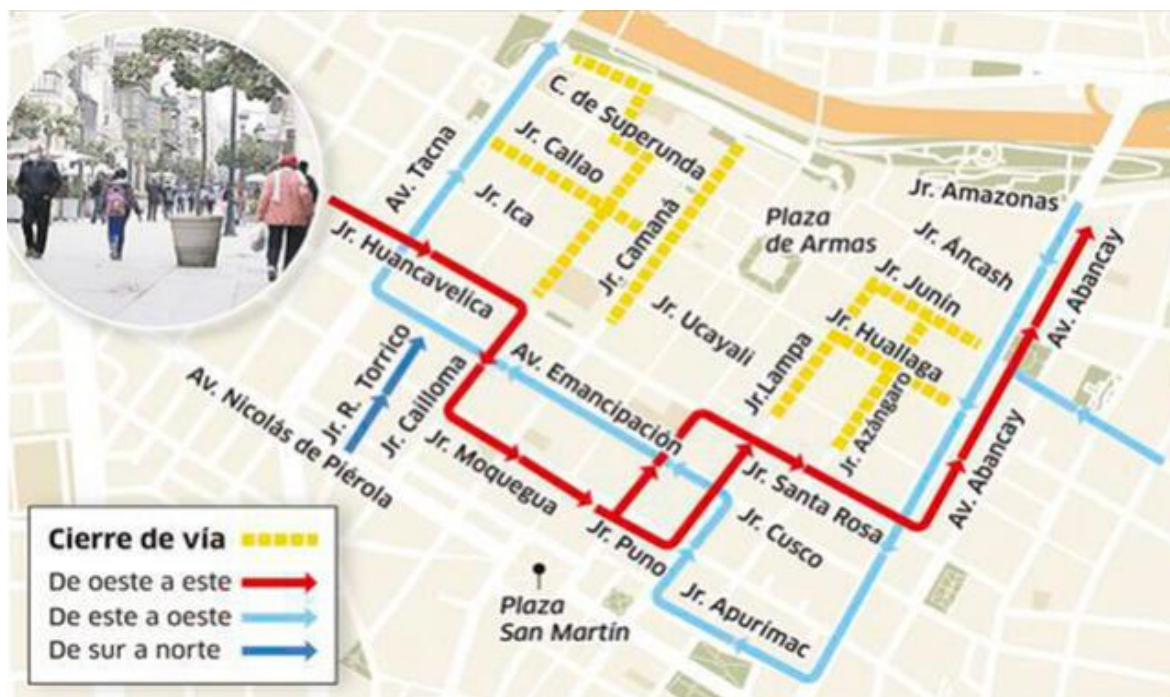 C. de Superunda
Jr. Callao
Av. Tacna
Jr. Ica
Jr. Camaná
Jr. Huancavelica
Plaza
de Armas
Jr. Amazonas
Jr. Áncash
Jr. Junín
Jr. Huallaga
Av. Abancay
Jr. Ucayali
Jr.Lampa
Jr. Azángaro
Av. Emancipación
Jr. R. Torrico
Jr. Cailloma
Av. Nicolás de Piérola
Jr. Moquegua
Jr. Santa Rosa
Av. Abancay
Jr. Puno
Jr. Cusco
Jr. Apurímac
Plaza
San Martín
Cierre de vía
De oeste a este
De este a oeste
De sur a norte